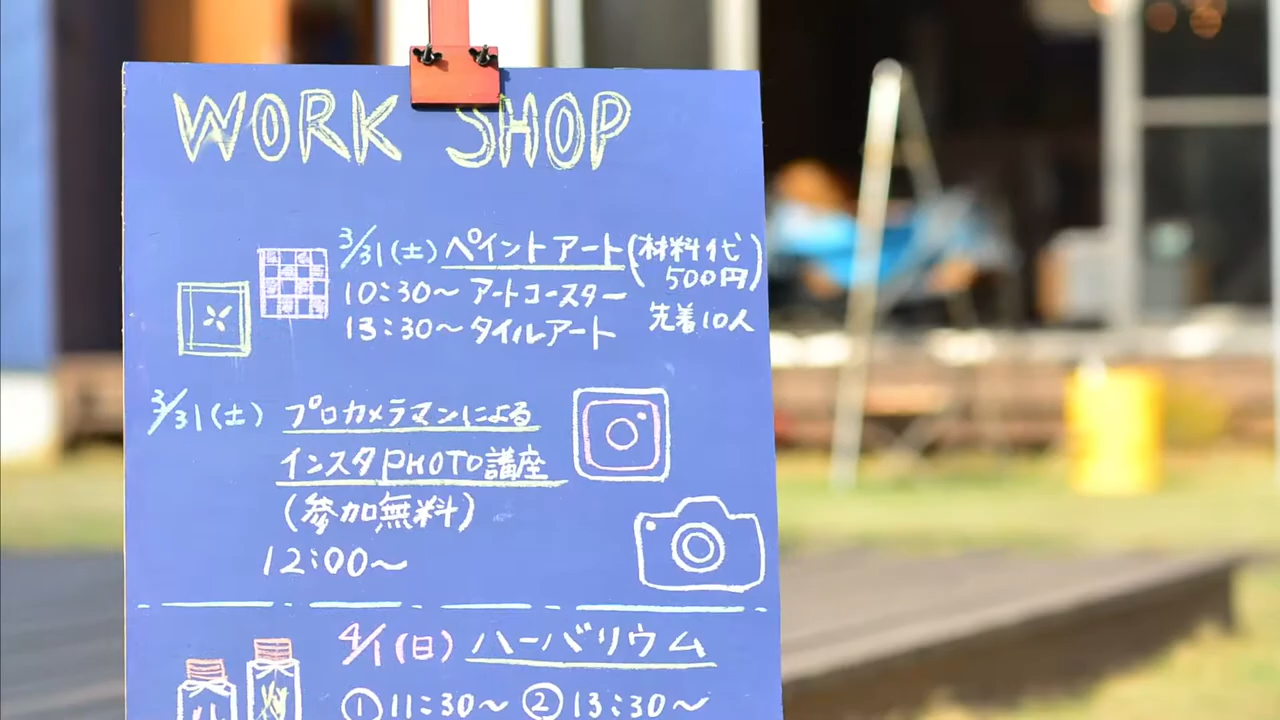 WORK SHOP
3/31(土) ペイントアート(材料代 500円)
10:30〜 アートコースター
13:30〜 タイルアート 先着10人
3/31(土) プロカメラマンによる
インスタPHOTO講座
(参加無料)
12:00〜
4/1(日) ハーバリウム
①11:30〜 ②13:30〜